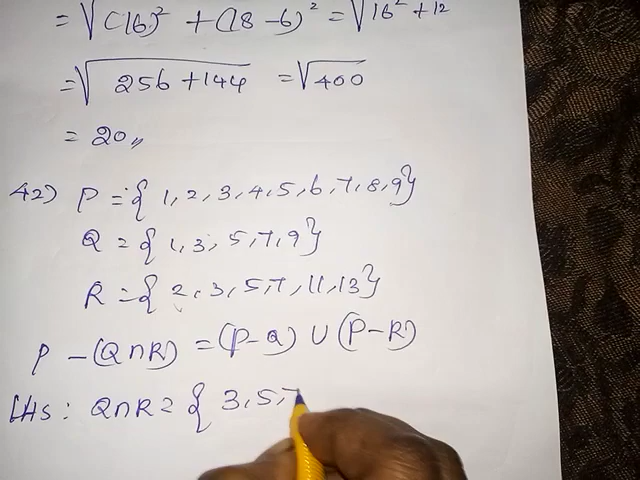 = √(16)² + (18-6)² = √16² + 12
= √256 + 144 = √400
= 20,,
42) P = { 1, 2, 3, 4, 5, 6, 7, 8, 9}
Q = { 1, 3, 5, 7, 9}
R = { 2, 3, 5, 7, 11, 13}
P - (Q∩R) = (P-Q) ∪ (P-R)
LHS: Q∩R = { 3, 5, 7